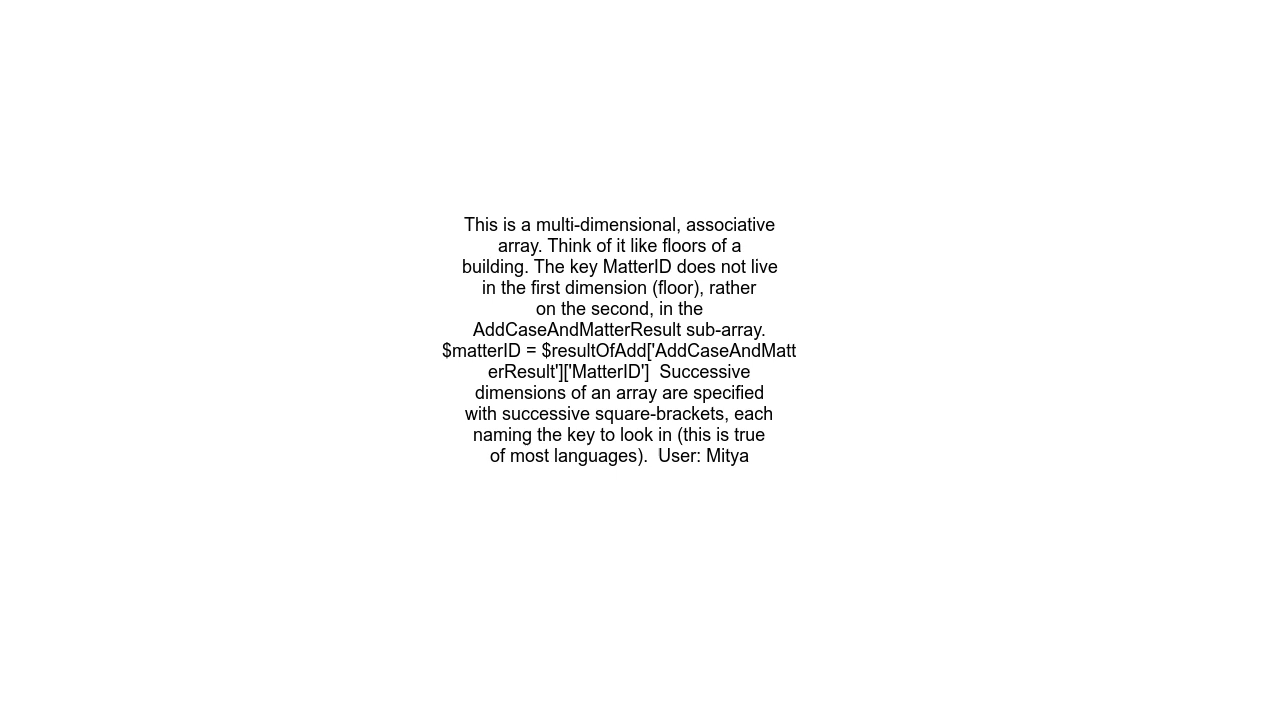 This is a multi-dimensional, associative
array. Think of it like floors of a
building. The key MatterID does not live
in the first dimension (floor), rather
on the second, in the
AddCaseAndMatterResult sub-array.
$matterID = $resultOfAdd['AddCaseAndMatt
erResult']['MatterID']  Successive
dimensions of an array are specified
with successive square-brackets, each
naming the key to look in (this is true
of most languages).  User: Mitya